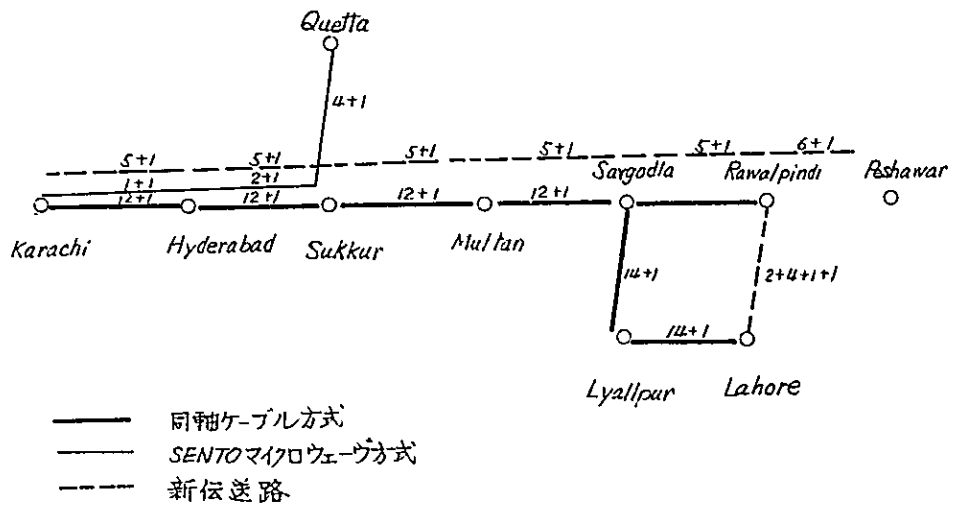 Quetta
4+1
5+1 5+1 5+1 5+1 5+1 6+1
1+1 2+1
12+1 12+1 12+1 12+1
Sargodla Rawalpindi Peshawar
Karachi Hyderabad Sukkur Multan
14+1 2+4+1+1
14+1
Lyallpur Lahore
同軸ケーブル方式
SENTOマイクロウェーヴ方式
新伝送路